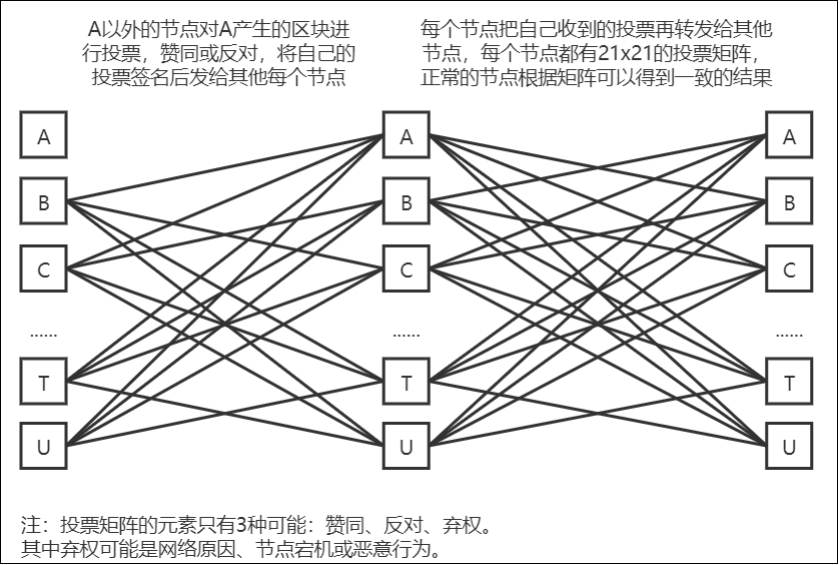 A以外的节点对A产生的区块进
行投票，赞同或反对，将自己的
投票签名后发给其他每个节点
每个节点把自己收到的投票再转发给其他
节点，每个节点都有21x21的投票矩阵，
正常的节点根据矩阵可以得到一致的结果
A A A
B B B
C C C
...... ...... ......
T T T
U U U
注：投票矩阵的元素只有3种可能：赞同、反对、弃权。
其中弃权可能是网络原因、节点宕机或恶意行为。